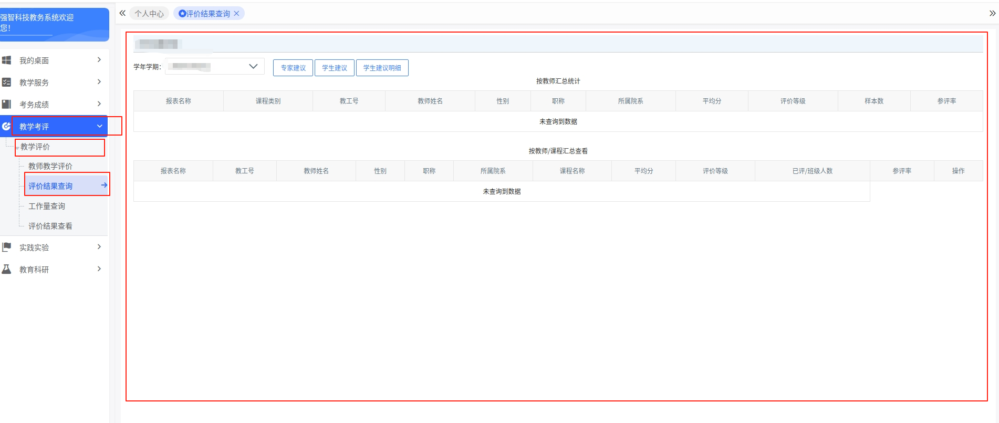 强智科技教务系统欢迎
您!
我的桌面
教学服务
考务成绩
教学考评
教学评价
教师教学评价
评价结果查询
工作量查询
评价结果查看
实践实验
教育科研
个人中心 评价结果查询
学年学期: 专家建议 学生建议 学生建议明细
按教师汇总统计
报表名称 课程类别 教工号 教师姓名 性别 职称 所属院系 平均分 评价等级 样本数 参评率
未查询到数据
按教师/课程汇总查看
报表名称 教工号 教师姓名 性别 职称 所属院系 课程名称 平均分 评价等级 已评/班级人数 参评率 操作
未查询到数据